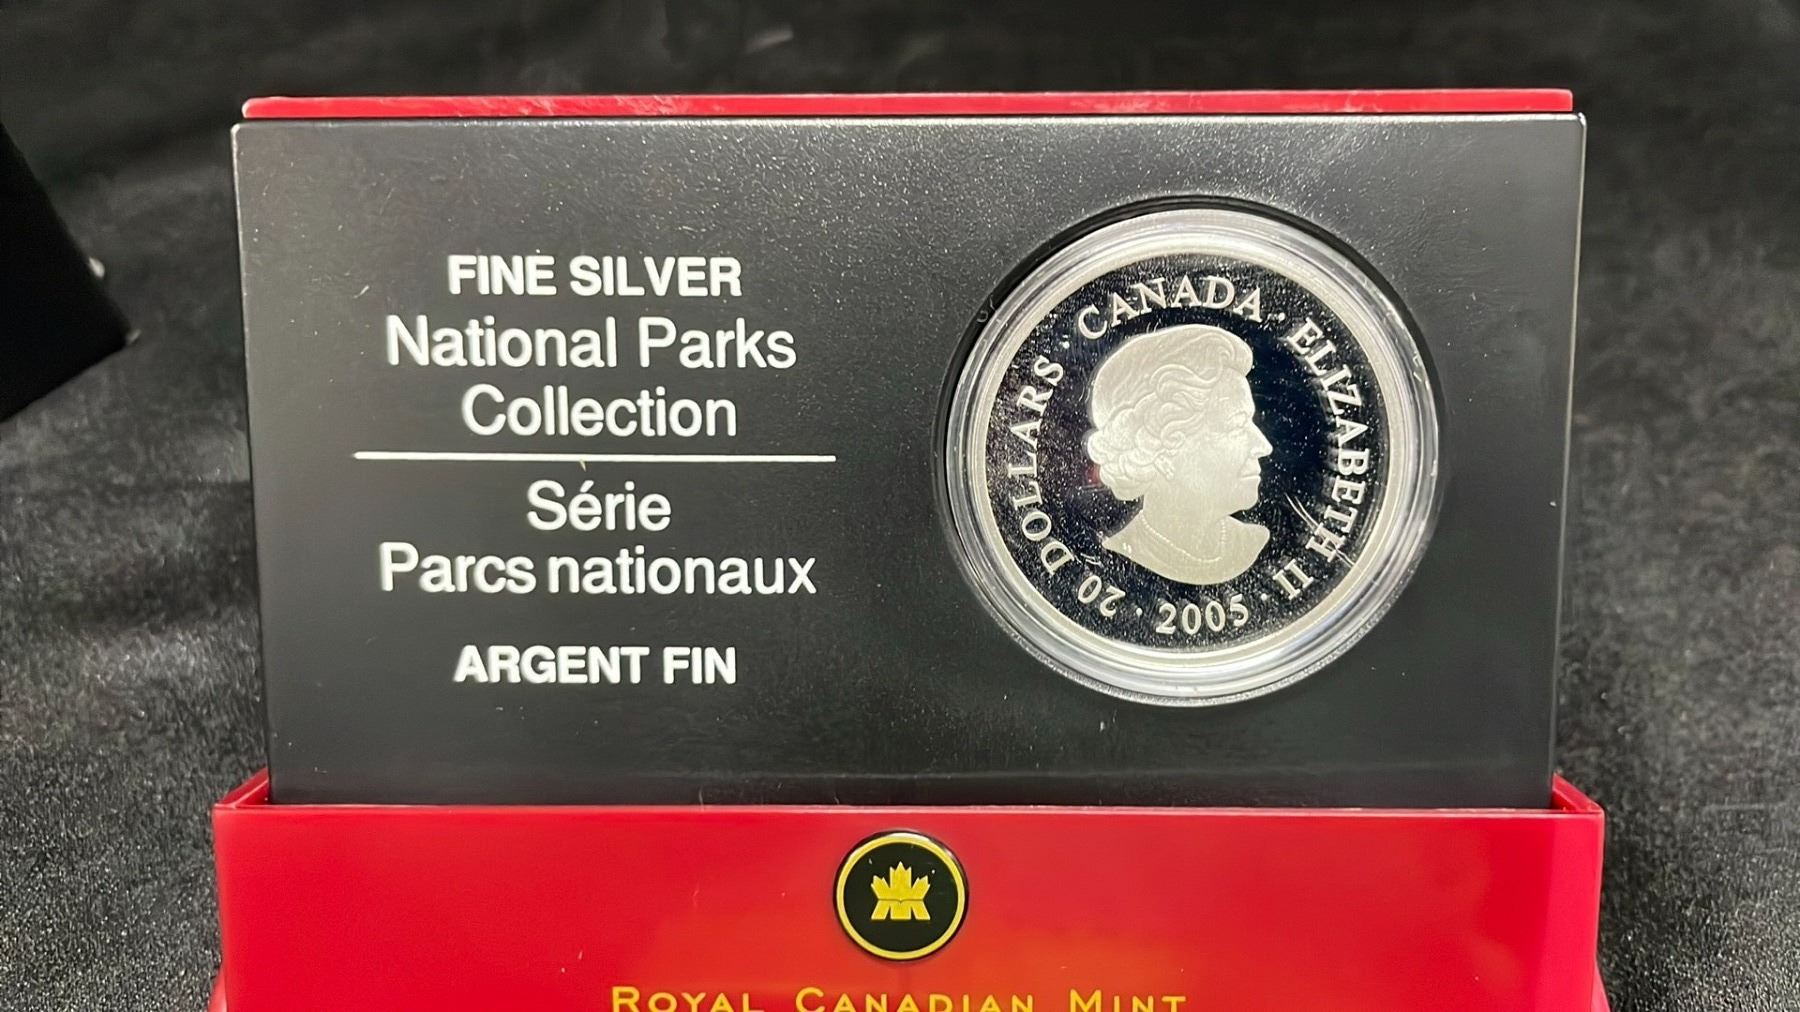 FINE SILVER
National Parks
Collection
Série
Parcs nationaux
ARGENT FIN
20 DOLLARS · CANADA · ELIZABETH II · 2005 ·
ROYAL CANADIAN MINT